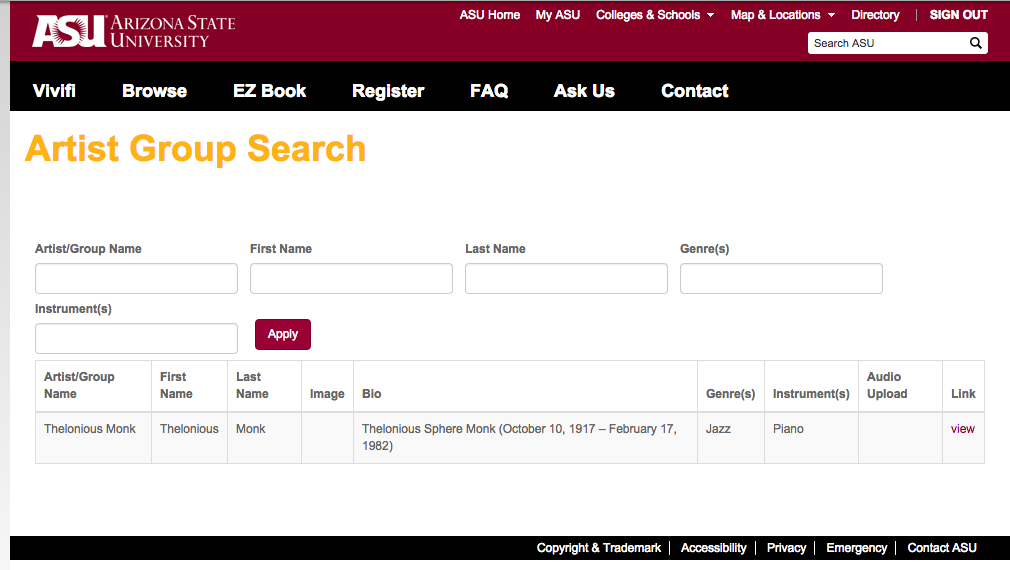 ASU Home My ASU Colleges & Schools Map & Locations Directory | SIGN OUT
ASU ARIZONA STATE
UNIVERSITY
Search ASU
Vivifi Browse EZ Book Register FAQ Ask Us Contact
Artist Group Search
Artist/Group Name First Name Last Name Genre(s)
Instrument(s)
Apply
Artist/Group Name First Name Last Name Image Bio Genre(s) Instrument(s) Audio Upload Link
Thelonious Monk Thelonious Monk Thelonious Sphere Monk (October 10, 1917 – February 17, 1982) Jazz Piano view
Copyright & Trademark | Accessibility | Privacy | Emergency | Contact ASU